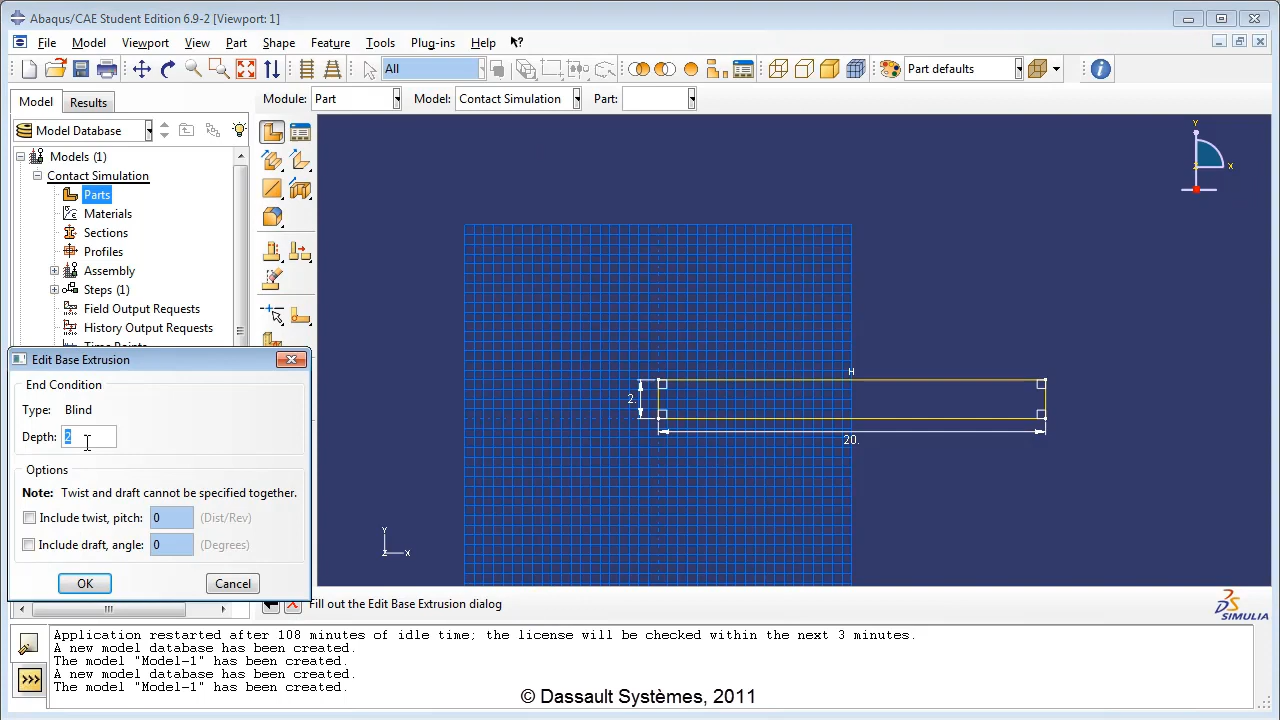 Abaqus/CAE Student Edition 6.9-2 [Viewport: 1]
File Model Viewport View Part Shape Feature Tools Plug-ins Help
All
Part defaults
Model Results
Module: Part Model: Contact Simulation Part:
Model Database
Models (1)
Contact Simulation
Parts
Materials
Sections
Profiles
Assembly
Steps (1)
Field Output Requests
History Output Requests
Time Points
Edit Base Extrusion
End Condition
Type: Blind
Depth: 2
Options
Note: Twist and draft cannot be specified together.
Include twist, pitch: 0 (Dist/Rev)
Include draft, angle: 0 (Degrees)
OK Cancel
Y
X
Z
H
2.
20.
Y
Z X
Fill out the Edit Base Extrusion dialog
SIMULIA
Application restarted after 108 minutes of idle time; the license will be checked within the next 3 minutes.
A new model database has been created.
The model "Model-1" has been created.
A new model database has been created.
The model "Model-1" has been created.
>>>
© Dassault Systèmes, 2011